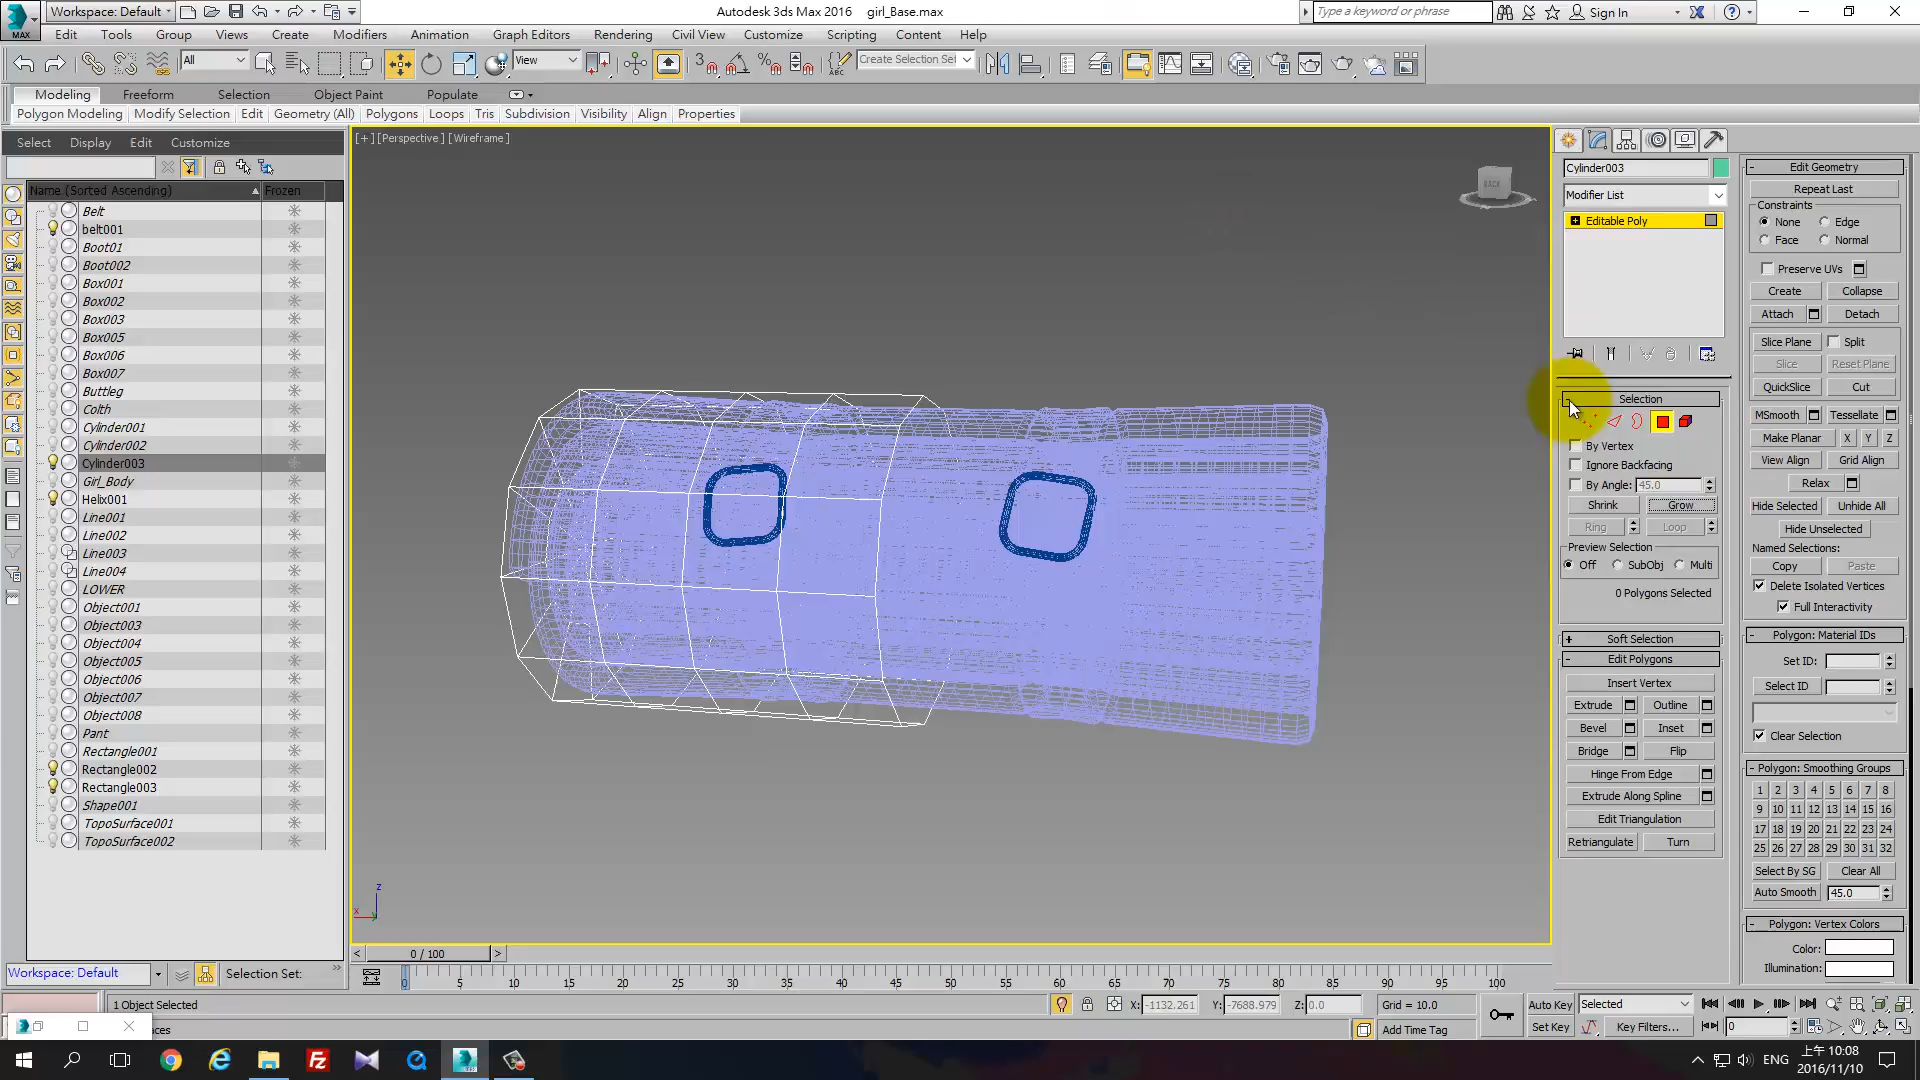 Workspace: Default
Autodesk 3ds Max 2016 girl_Base.max
Type a keyword or phrase
Sign In
MAX
Edit Tools Group Views Create Modifiers Animation Graph Editors Rendering Civil View Customize Scripting Content Help
All
View
Create Selection Set
Modeling Freeform Selection Object Paint Populate
Polygon Modeling Modify Selection Edit Geometry (All) Polygons Loops Tris Subdivision Visibility Align Properties
Select Display Edit Customize
Name (Sorted Ascending) Frozen
Belt
belt001
Boot01
Boot002
Box001
Box002
Box003
Box005
Box006
Box007
Buttleg
Colth
Cylinder001
Cylinder002
Cylinder003
Girl_Body
Helix001
Line001
Line002
Line003
Line004
LOWER
Object001
Object003
Object004
Object005
Object006
Object007
Object008
Pant
Rectangle001
Rectangle002
Rectangle003
Shape001
TopoSurface001
TopoSurface002
[+] [Perspective] [Wireframe]
BACK
z
x
Cylinder003
Modifier List
Editable Poly
Selection
By Vertex
Ignore Backfacing
By Angle: 45.0
Shrink Grow
Ring Loop
Preview Selection
Off SubObj Multi
0 Polygons Selected
Soft Selection
Edit Polygons
Insert Vertex
Extrude Outline
Bevel Inset
Bridge Flip
Hinge From Edge
Extrude Along Spline
Edit Triangulation
Retriangulate Turn
Edit Geometry
Repeat Last
Constraints
None Edge
Face Normal
Preserve UVs
Create Collapse
Attach Detach
Slice Plane Split
Slice Reset Plane
QuickSlice Cut
MSmooth Tessellate
Make Planar X Y Z
View Align Grid Align
Relax
Hide Selected Unhide All
Hide Unselected
Named Selections:
Copy Paste
Delete Isolated Vertices
Full Interactivity
Polygon: Material IDs
Set ID:
Select ID
Clear Selection
Polygon: Smoothing Groups
1 2 3 4 5 6 7 8
9 10 11 12 13 14 15 16
17 18 19 20 21 22 23 24
25 26 27 28 29 30 31 32
Select By SG Clear All
Auto Smooth 45.0
Polygon: Vertex Colors
Color:
Illumination:
0 / 100
Workspace: Default
Selection Set:
0 5 10 15 20 25 30 35 40 45 50 55 60 65 70 75 80 85 90 95 100
1 Object Selected
X: -1132.261 Y: -7688.979 Z: 0.0 Grid = 10.0
Add Time Tag
Auto Key Selected
Set Key Key Filters...
0
ENG
上午 10:08
2016/11/10